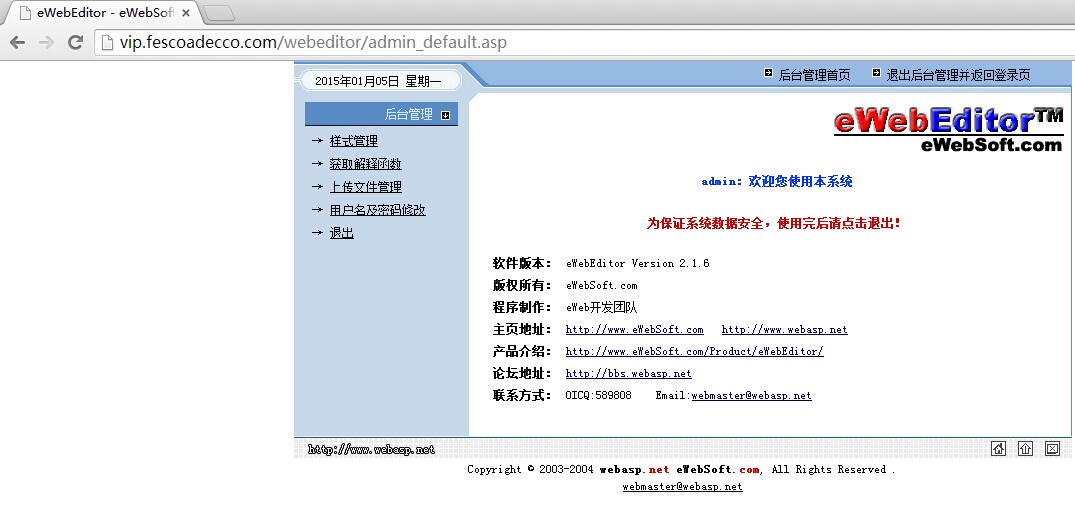 eWebEditor - eWebSoft
vip.fescoadecco.com/webeditor/admin_default.asp
2015年01月05日 星期一
后台管理首页 退出后台管理并返回登录页
后台管理
样式管理
获取解释函数
上传文件管理
用户名及密码修改
退出
eWebEditor™
eWebSoft.com
admin：欢迎您使用本系统
为保证系统数据安全，使用完后请点击退出！
软件版本： eWebEditor Version 2.1.6
版权所有： eWebSoft.com
程序制作： eWeb开发团队
主页地址： http://www.eWebSoft.com http://www.webasp.net
产品介绍： http://www.eWebSoft.com/Product/eWebEditor/
论坛地址： http://bbs.webasp.net
联系方式： OICQ:589808 Email:webmaster@webasp.net
http://www.webasp.net
Copyright © 2003-2004 webasp.net eWebSoft.com, All Rights Reserved .
webmaster@webasp.net